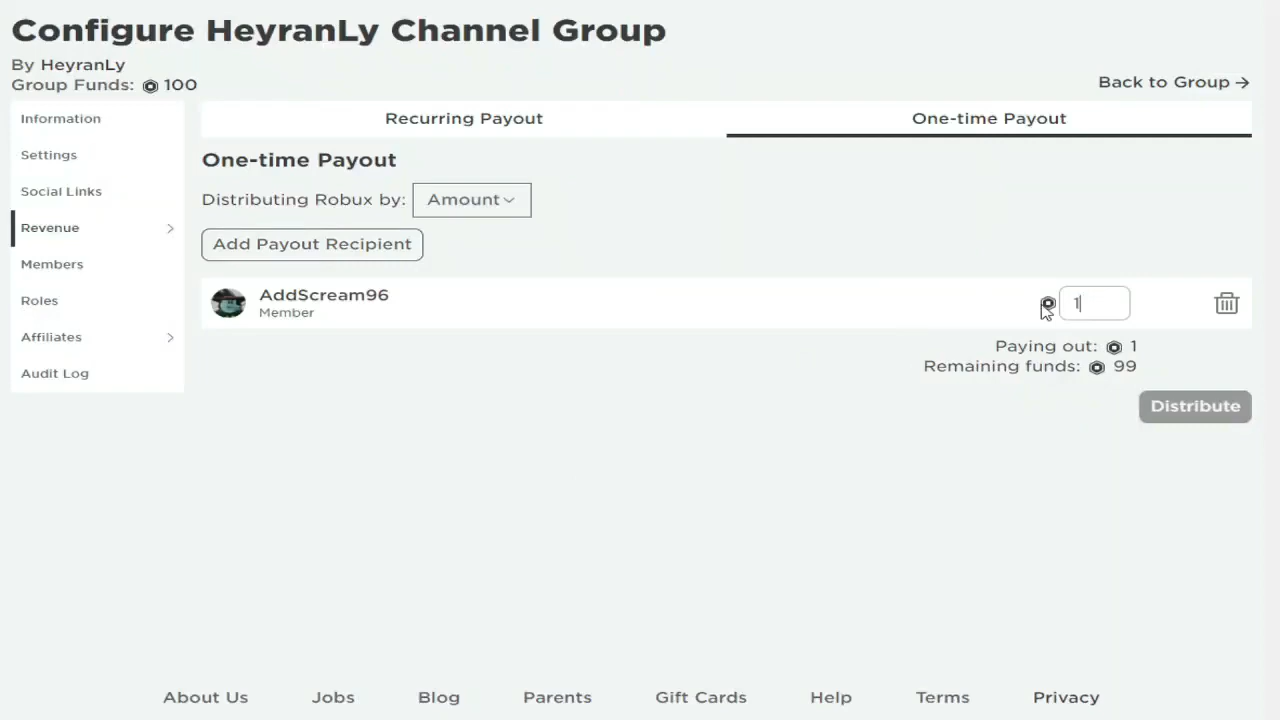 Configure HeyranLy Channel Group
By HeyranLy
Group Funds: 100
Back to Group →
Information
Settings
Social Links
Revenue
Members
Roles
Affiliates
Audit Log
Recurring Payout
One-time Payout
One-time Payout
Distributing Robux by: Amount
Add Payout Recipient
AddScream96
Member
1
Paying out: 1
Remaining funds: 99
Distribute
About Us
Jobs
Blog
Parents
Gift Cards
Help
Terms
Privacy